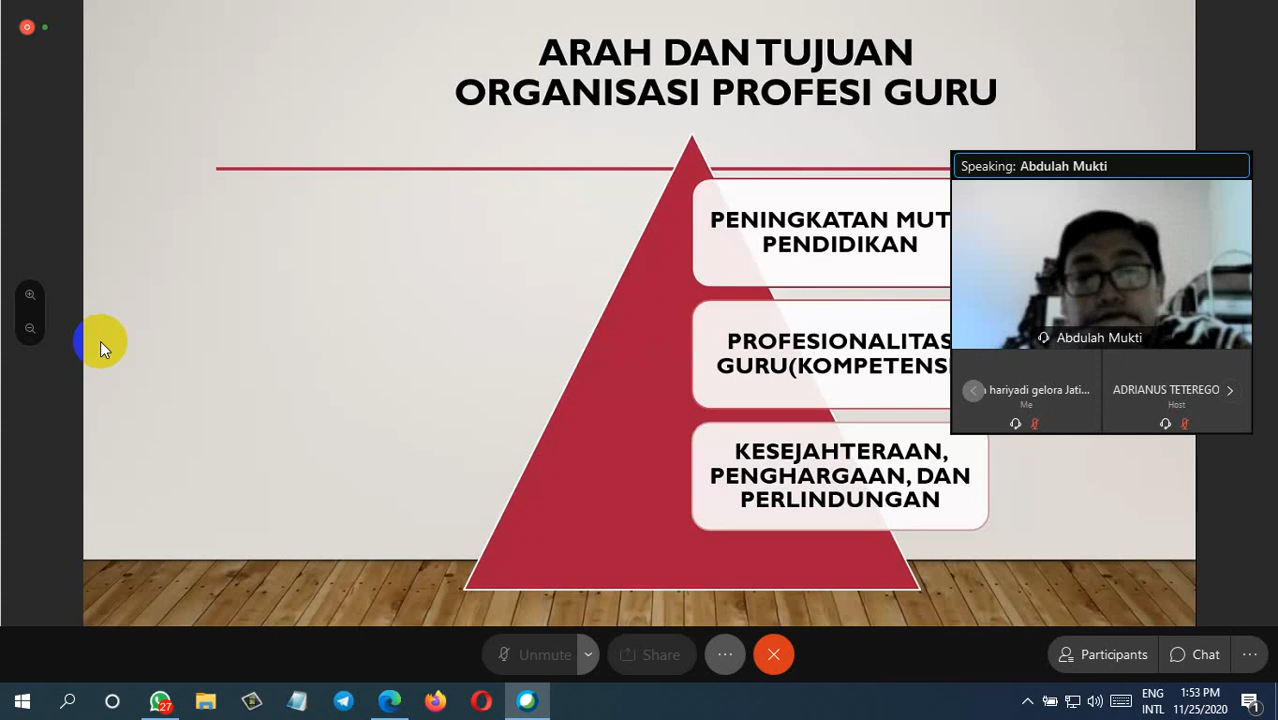 ARAH DAN TUJUAN
ORGANISASI PROFESI GURU
Speaking: Abdulah Mukti
PENINGKATAN MUT
PENDIDIKAN
Abdulah Mukti
PROFESIONALITAS
GURU(KOMPETENS
hariyadi gelora Jati...
Me
ADRIANUS TETEREGO
Host
KESEJAHTERAAN,
PENGHARGAAN, DAN
PERLINDUNGAN
Unmute
Share
Participants
Chat
27
ENG
INTL
1:53 PM
11/25/2020
1